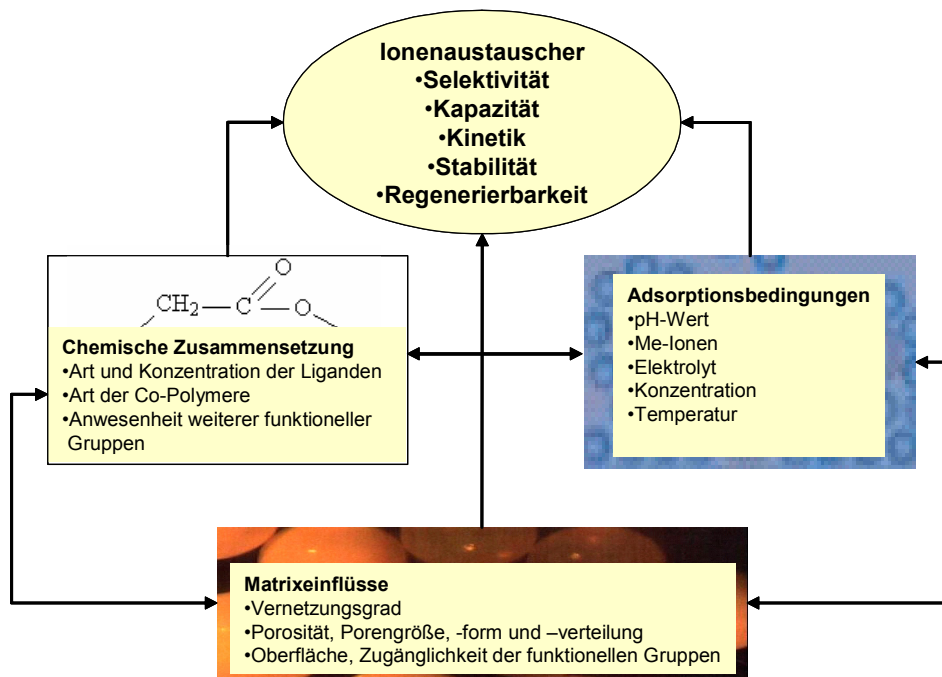 Ionenaustauscher
•Selektivität
•Kapazität
•Kinetik
•Stabilität
•Regenerierbarkeit
O
CH2—C
O
Chemische Zusammensetzung
•Art und Konzentration der Liganden
•Art der Co-Polymere
•Anwesenheit weiterer funktioneller
Gruppen
Adsorptionsbedingungen
•pH-Wert
•Me-Ionen
•Elektrolyt
•Konzentration
•Temperatur
Matrixeinflüsse
•Vernetzungsgrad
•Porosität, Porengröße, -form und –verteilung
•Oberfläche, Zugänglichkeit der funktionellen Gruppen